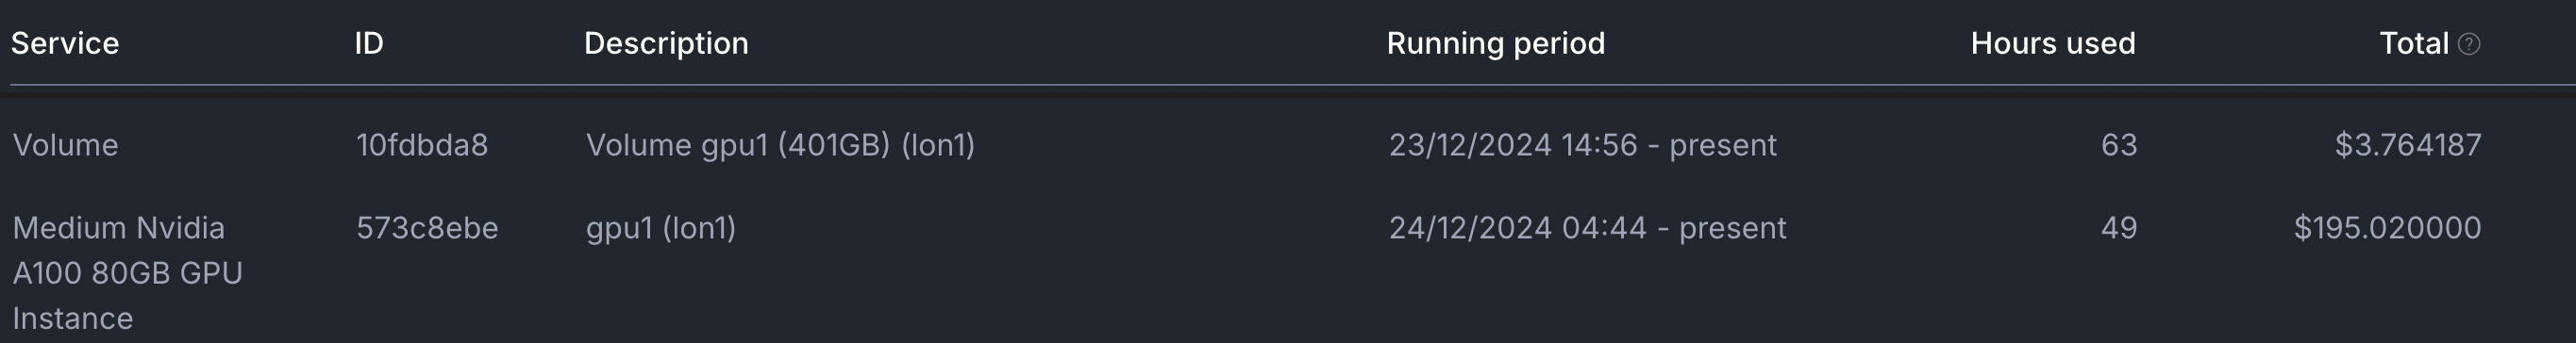 Service ID Description Running period Hours used Total ?
Volume 10fdbda8 Volume gpu1 (401GB) (lon1) 23/12/2024 14:56 - present 63 $3.764187
Medium Nvidia 573c8ebe gpu1 (lon1) 24/12/2024 04:44 - present 49 $195.020000
A100 80GB GPU
Instance